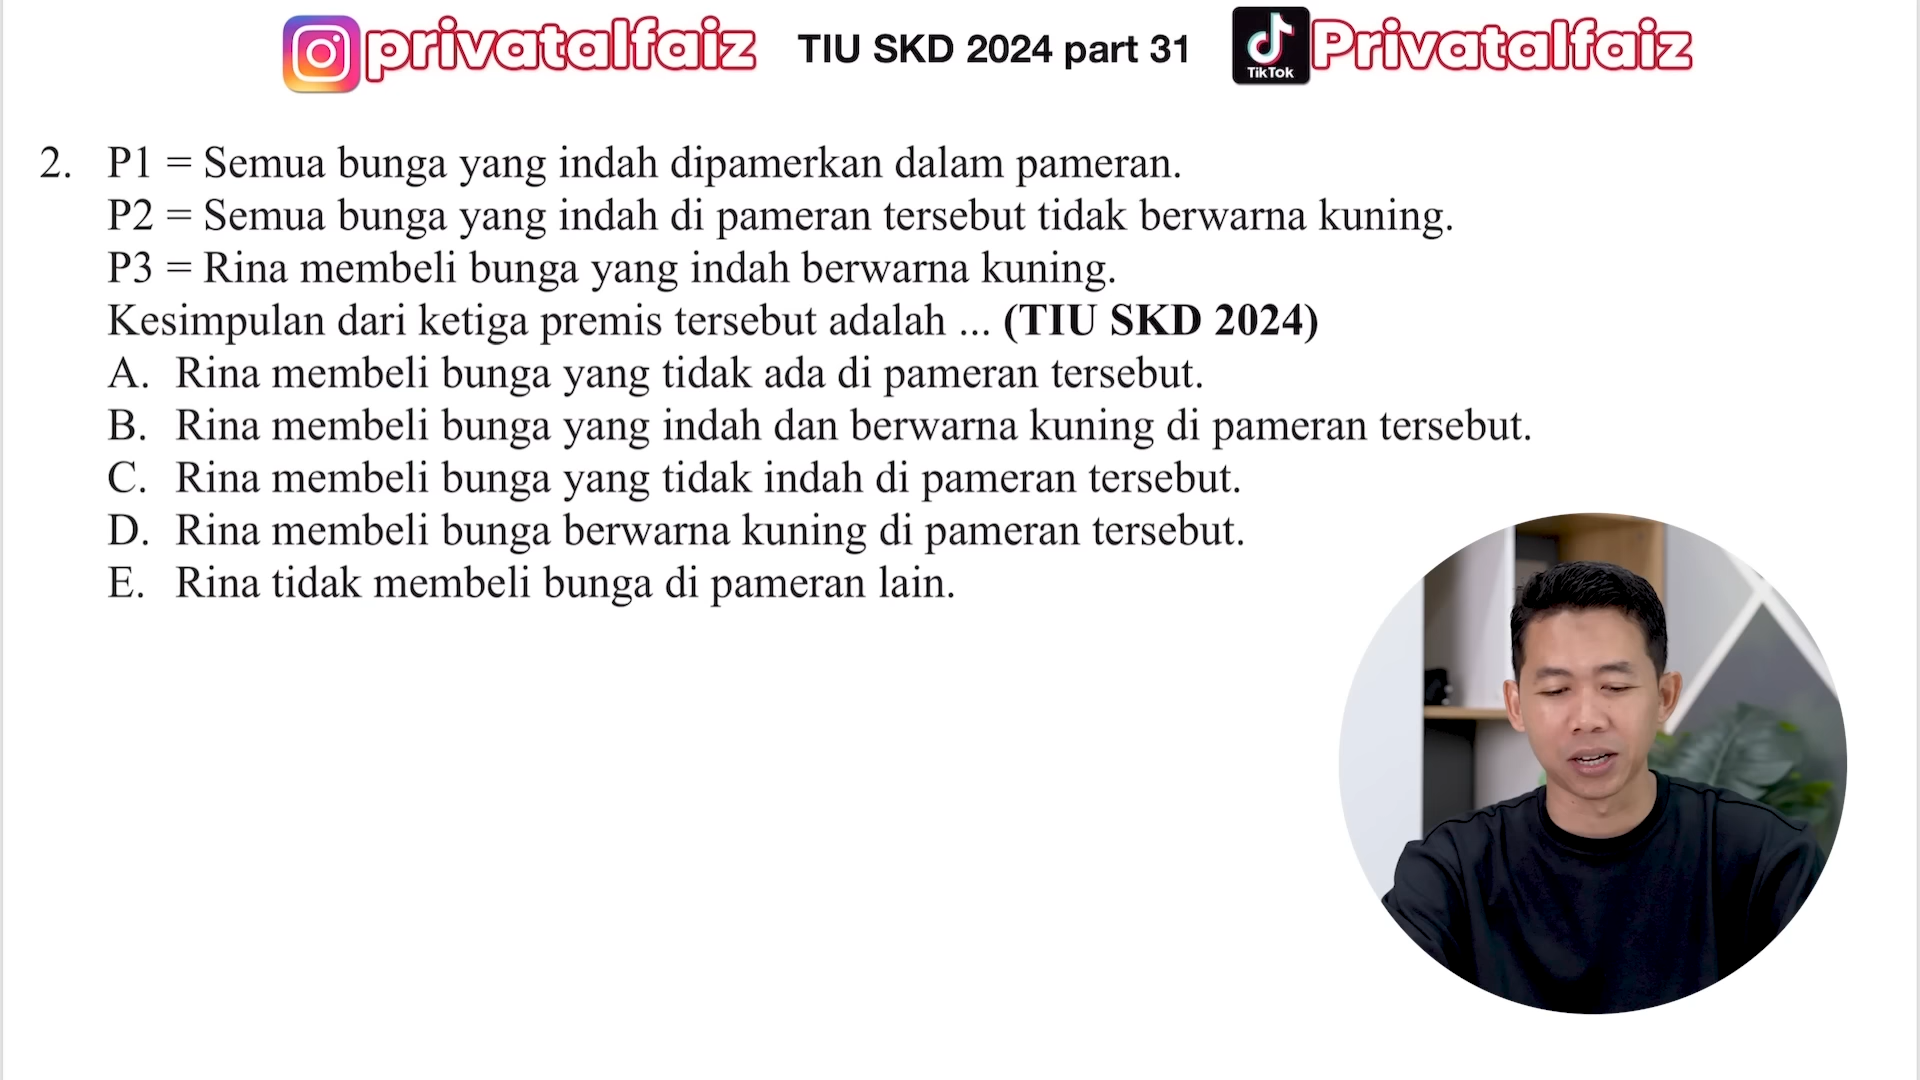 privatalfaiz TIU SKD 2024 part 31 TikTok Privatalfaiz
2. P1 = Semua bunga yang indah dipamerkan dalam pameran.
P2 = Semua bunga yang indah di pameran tersebut tidak berwarna kuning.
P3 = Rina membeli bunga yang indah berwarna kuning.
Kesimpulan dari ketiga premis tersebut adalah ... (TIU SKD 2024)
A. Rina membeli bunga yang tidak ada di pameran tersebut.
B. Rina membeli bunga yang indah dan berwarna kuning di pameran tersebut.
C. Rina membeli bunga yang tidak indah di pameran tersebut.
D. Rina membeli bunga berwarna kuning di pameran tersebut.
E. Rina tidak membeli bunga di pameran lain.